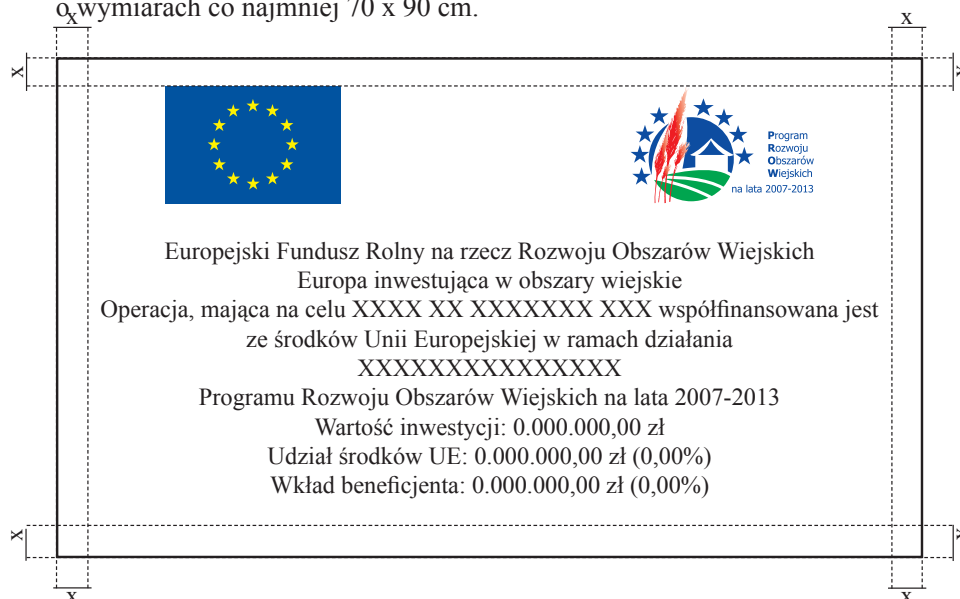 o wymiarach co najmniej 70 x 90 cm.
x
x
x
x
Program
Rozwoju
Obszarów
Wiejskich
na lata 2007-2013
Europejski Fundusz Rolny na rzecz Rozwoju Obszarów Wiejskich
Europa inwestująca w obszary wiejskie
Operacja, mająca na celu XXXX XX XXXXXXX XXX współfinansowana jest
ze środków Unii Europejskiej w ramach działania
XXXXXXXXXXXXXXX
Programu Rozwoju Obszarów Wiejskich na lata 2007-2013
Wartość inwestycji: 0.000.000,00 zł
Udział środków UE: 0.000.000,00 zł (0,00%)
Wkład beneficjenta: 0.000.000,00 zł (0,00%)
x
x
x
x